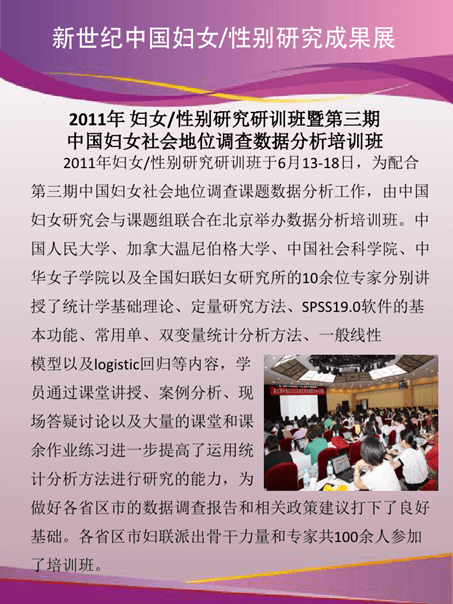 新世纪中国妇女/性别研究成果展
2011年 妇女/性别研究研训班暨第三期
中国妇女社会地位调查数据分析培训班
2011年妇女/性别研究研训班于6月13-18日，为配合
第三期中国妇女社会地位调查课题数据分析工作，由中国
妇女研究会与课题组联合在北京举办数据分析培训班。中
国人民大学、加拿大温尼伯格大学、中国社会科学院、中
华女子学院以及全国妇联妇女研究所的10余位专家分别讲
授了统计学基础理论、定量研究方法、SPSS19.0软件的基
本功能、常用单、双变量统计分析方法、一般线性
模型以及logistic回归等内容，学
员通过课堂讲授、案例分析、现
场答疑讨论以及大量的课堂和课
余作业练习进一步提高了运用统
计分析方法进行研究的能力，为
做好各省区市的数据调查报告和相关政策建议打下了良好
基础。各省区市妇联派出骨干力量和专家共100余人参加
了培训班。